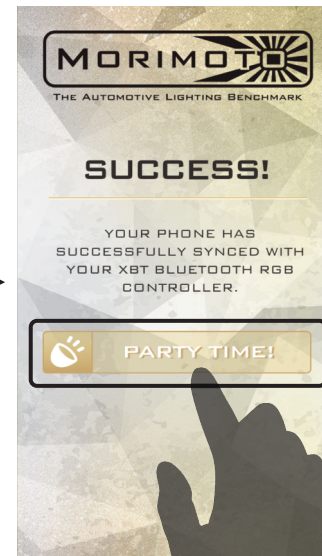 MORIMOTO
THE AUTOMOTIVE LIGHTING BENCHMARK
SUCCESS!
YOUR PHONE HAS
SUCCESSFULLY SYNCED WITH
YOUR XBT BLUETOOTH RGB
CONTROLLER.
PARTY TIME!